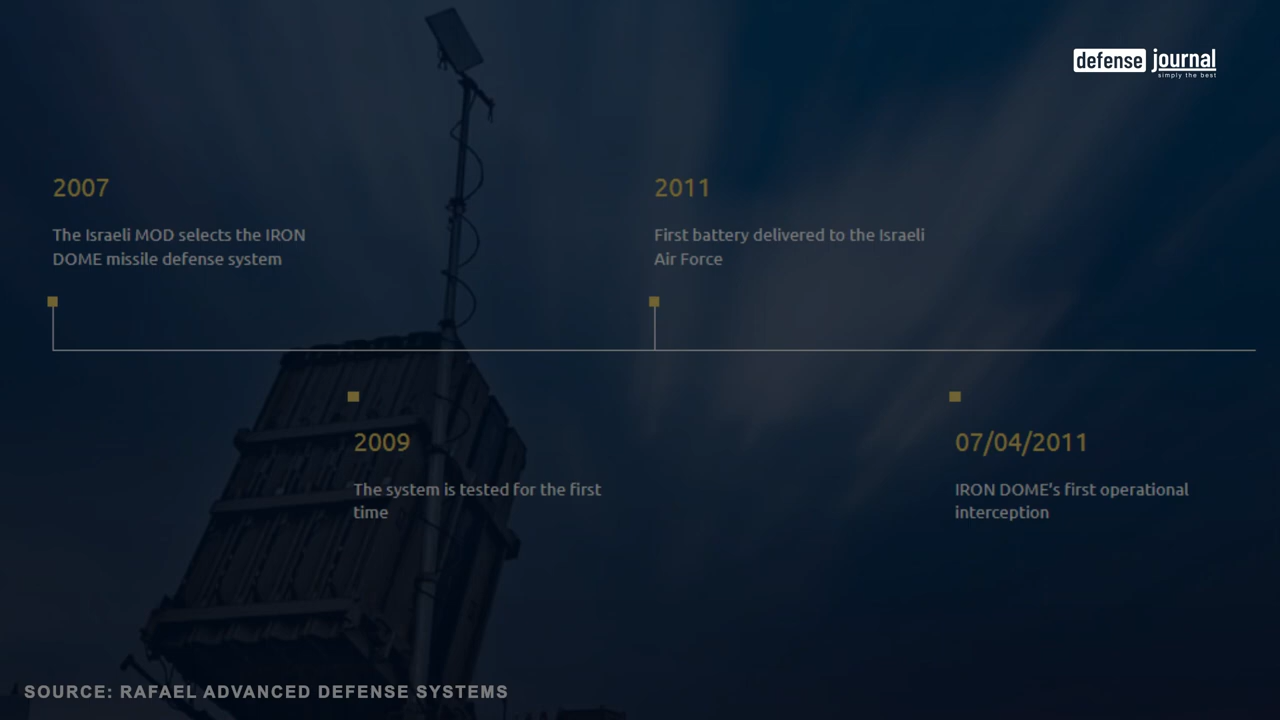 defense journal
simply the best
2007
The Israeli MOD selects the IRON
DOME missile defense system
2011
First battery delivered to the Israeli
Air Force
2009
The system is tested for the first
time
07/04/2011
IRON DOME's first operational
interception
SOURCE: RAFAEL ADVANCED DEFENSE SYSTEMS